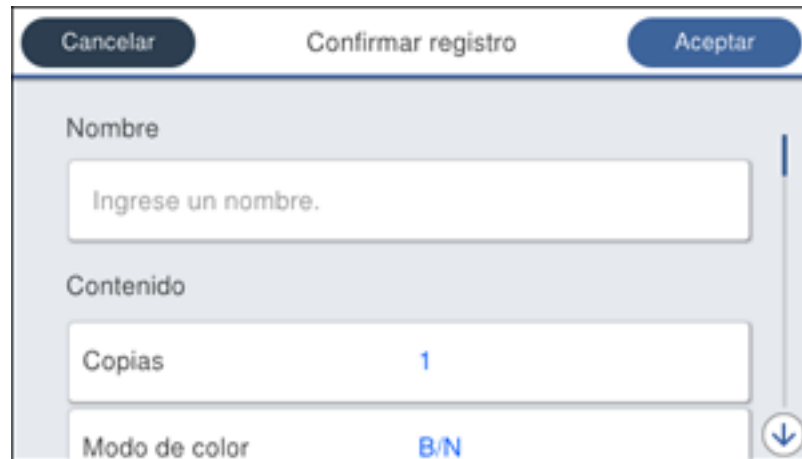 Cancelar Confirmar registro Aceptar
Nombre
Ingrese un nombre.
Contenido
Copias 1
Modo de color B/N